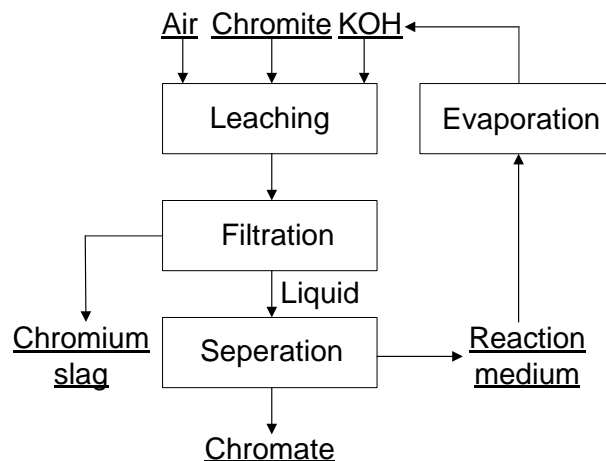 Air Chromite KOH
Leaching
Evaporation
Filtration
Liquid
Chromium
slag
Seperation
Reaction
medium
Chromate